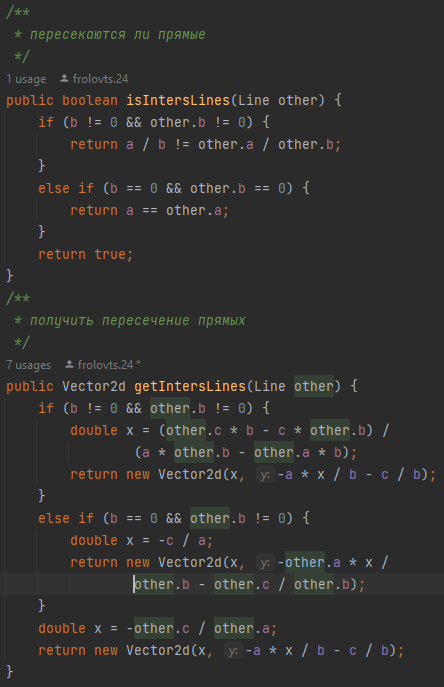 /**
 * пересекаются ли прямые
 */
1 usage frolovts.24
public boolean isIntersLines(Line other) {
    if (b != 0 && other.b != 0) {
        return a / b != other.a / other.b;
    }
    else if (b == 0 && other.b == 0) {
        return a == other.a;
    }
    return true;
}
/**
 * получить пересечение прямых
 */
7 usages frolovts.24 *
public Vector2d getIntersLines(Line other) {
    if (b != 0 && other.b != 0) {
        double x = (other.c * b - c * other.b) /
                (a * other.b - other.a * b);
        return new Vector2d(x, y: -a * x / b - c / b);
    }
    else if (b == 0 && other.b != 0) {
        double x = -c / a;
        return new Vector2d(x, y: -other.a * x /
                other.b - other.c / other.b);
    }
    double x = -other.c / other.a;
    return new Vector2d(x, y: -a * x / b - c / b);
}